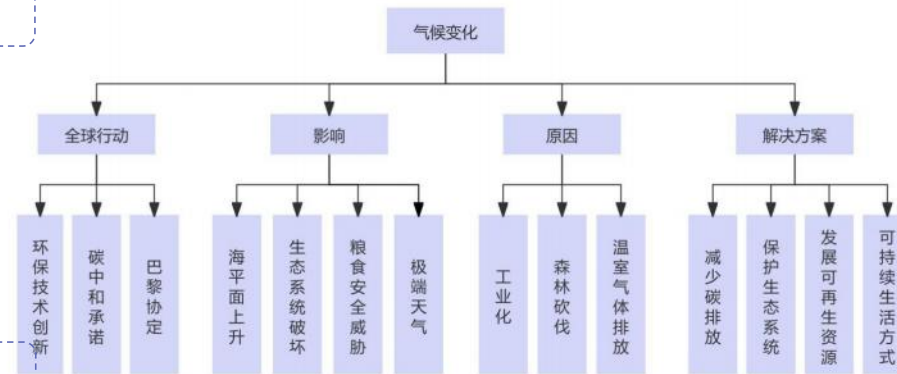 气候变化
全球行动
影响
原因
解决方案
环保技术创新
碳中和承诺
巴黎协定
海平面上升
生态系统破坏
粮食安全威胁
极端天气
工业化
森林砍伐
温室气体排放
减少碳排放
保护生态系统
发展可再生资源
可持续生活方式